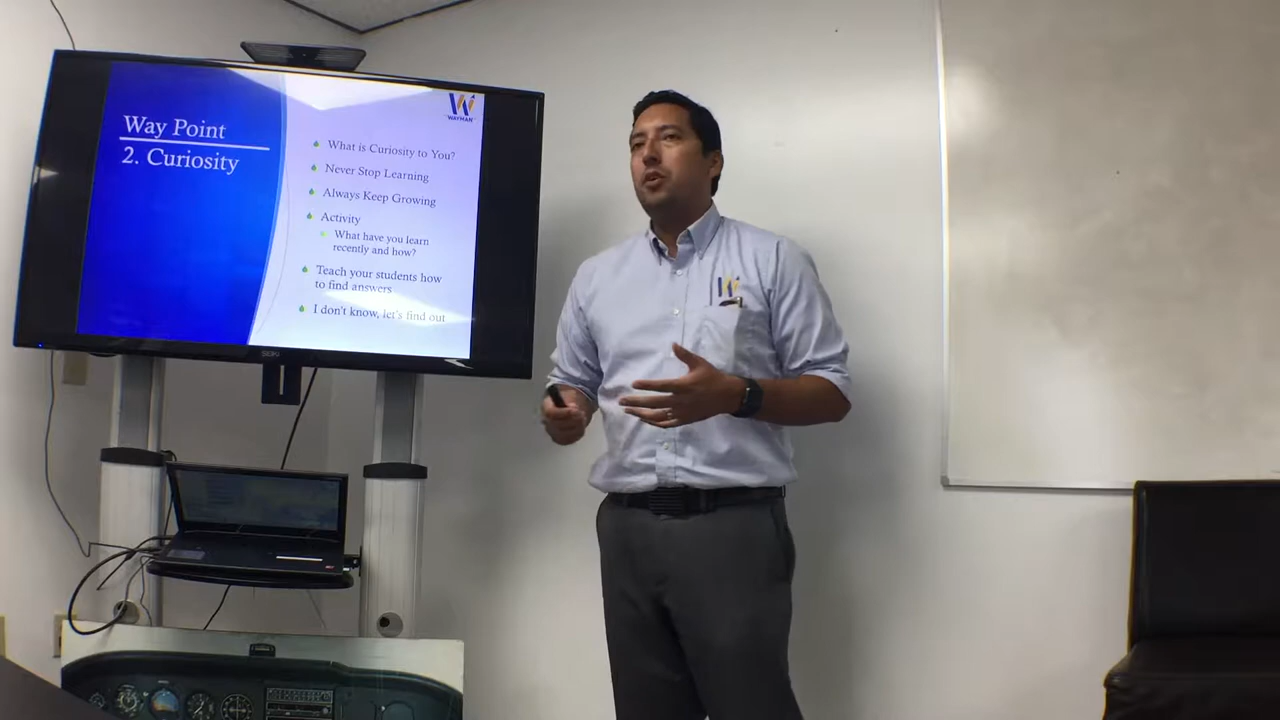 Way Point
2. Curiosity
WAYMAN
What is Curiosity to You?
Never Stop Learning
Always Keep Growing
Activity
What have you learn
recently and how?
Teach your students how
to find answers
I don't know, let's find out
SEIKI